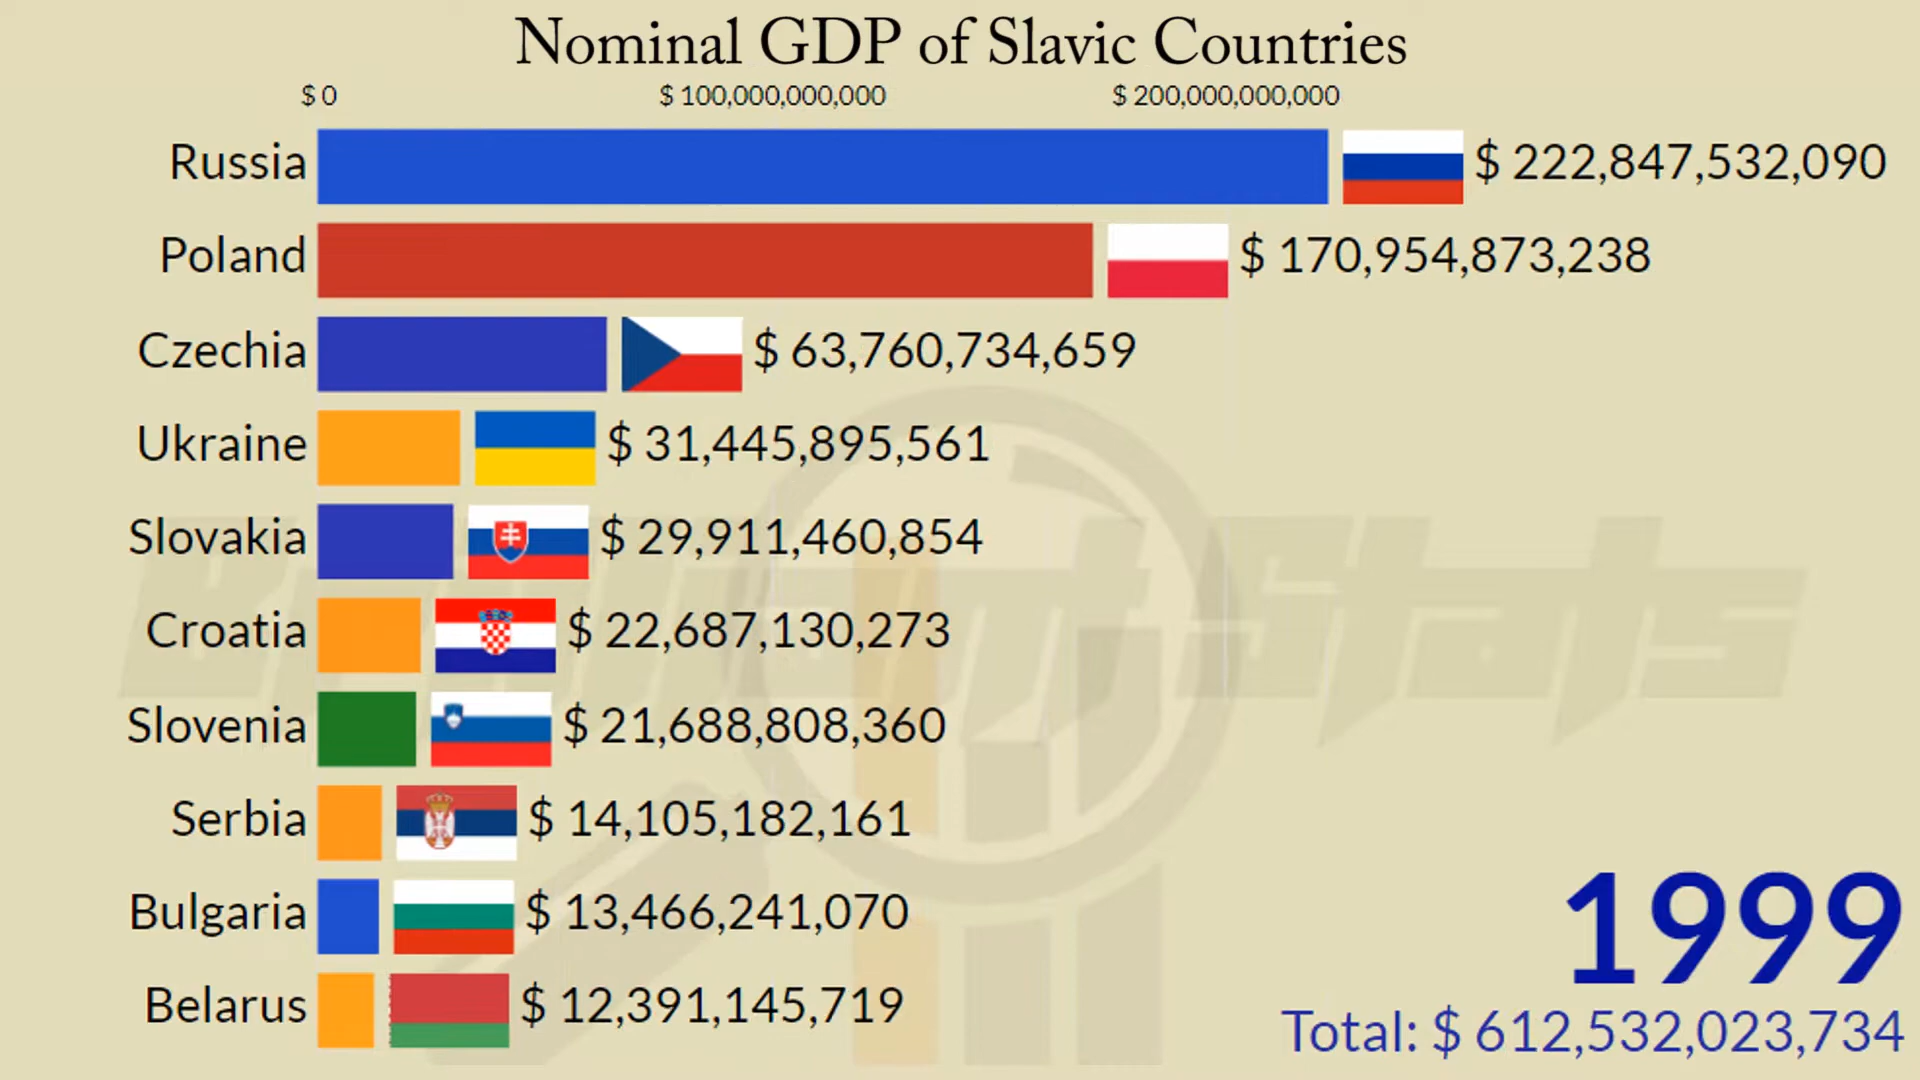 Nominal GDP of Slavic Countries
$ 0 $ 100,000,000,000 $ 200,000,000,000
Russia $ 222,847,532,090
Poland $ 170,954,873,238
Czechia $ 63,760,734,659
Ukraine $ 31,445,895,561
Slovakia $ 29,911,460,854
Croatia $ 22,687,130,273
Brilliant Stats
Slovenia $ 21,688,808,360
Serbia $ 14,105,182,161
Bulgaria $ 13,466,241,070
1999
Belarus $ 12,391,145,719
Total: $ 612,532,023,734